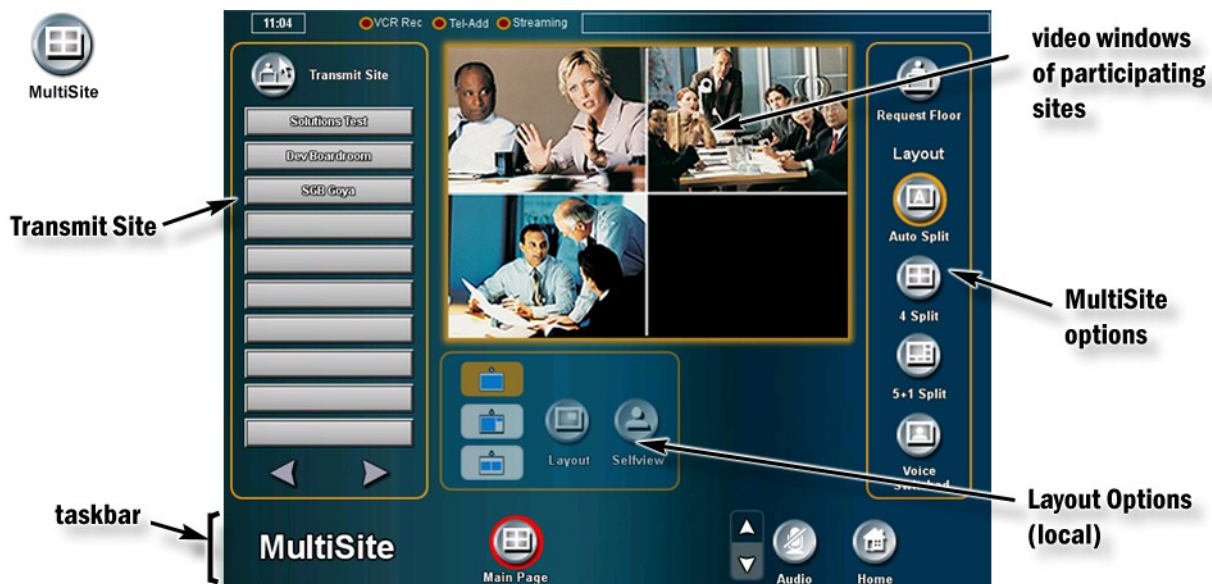 MultiSite
11:04
VCR Rec
Tel-Add
Streaming
Transmit Site
Solutions Test
Dev Boardroom
SGB Goya
Request Floor
Layout
A
Auto Split
4 Split
5+1 Split
Voice
Switched
Layout
Selfview
MultiSite
Main Page
Audio
Home
video windows
of participating
sites
Transmit Site
MultiSite
options
Layout Options
(local)
taskbar